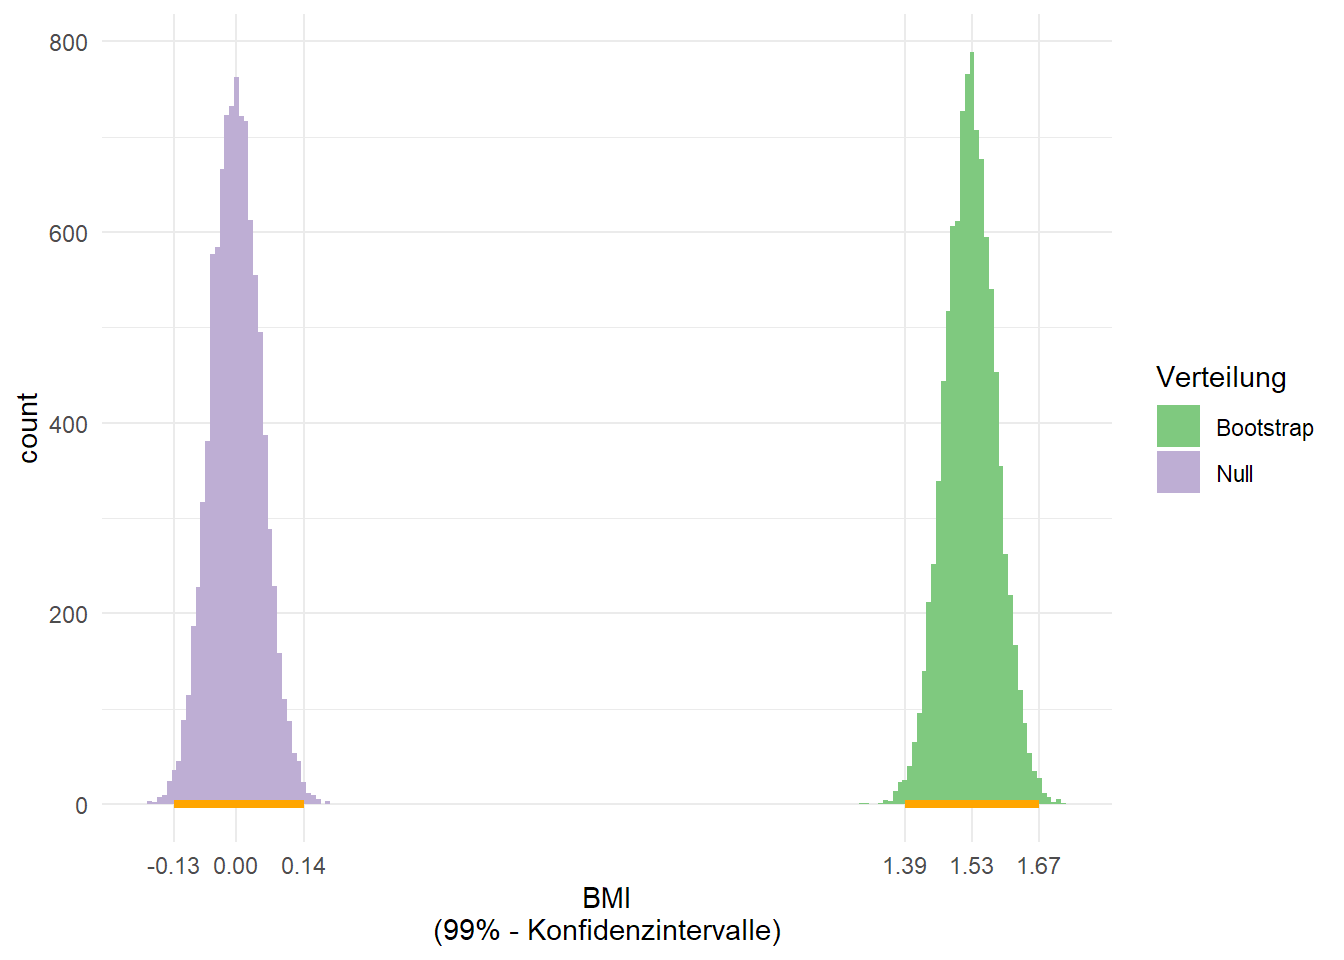 800
600
400
200
0
count
-0.13 0.00 0.14 1.39 1.53 1.67
BMI
(99% - Konfidenzintervalle)
Verteilung
Bootstrap
Null